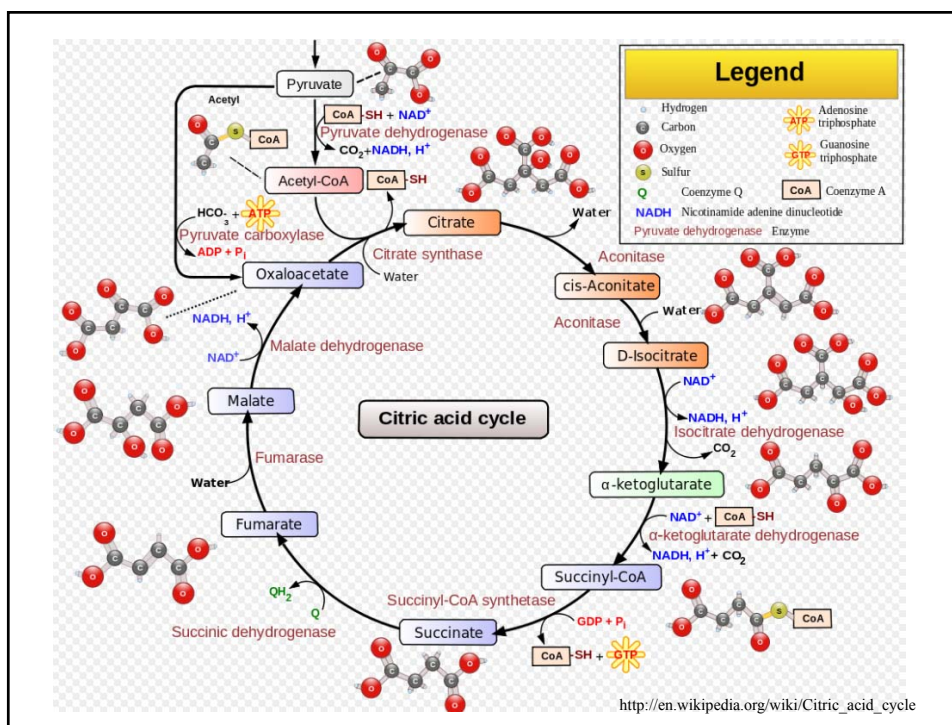 Pyruvate
Acetyl
CoA
CoA-SH + NAD⁺
Pyruvate dehydrogenase
CO₂+NADH, H⁺
Acetyl-CoA
CoA-SH
HCO₃⁻ + ATP
Pyruvate carboxylase
ADP + Pᵢ
Citrate
Citrate synthase
Water
Oxaloacetate
Water
Aconitase
cis-Aconitate
Aconitase
Water
D-Isocitrate
NAD⁺
NADH, H⁺
Isocitrate dehydrogenase
CO₂
α-ketoglutarate
NAD⁺ + CoA-SH
α-ketoglutarate dehydrogenase
NADH, H⁺ + CO₂
Succinyl-CoA
CoA
Succinyl-CoA synthetase
GDP + Pᵢ
CoA-SH + GTP
Succinate
QH₂
Q
Succinic dehydrogenase
Fumarate
Water
Fumarase
Malate
NADH, H⁺
NAD⁺
Malate dehydrogenase
Citric acid cycle
Legend
Hydrogen
Carbon
Oxygen
S Sulfur
Q Coenzyme Q
ATP Adenosine
triphosphate
GTP Guanosine
triphosphate
CoA Coenzyme A
NADH Nicotinamide adenine dinucleotide
Pyruvate dehydrogenase Enzyme
http://en.wikipedia.org/wiki/Citric_acid_cycle